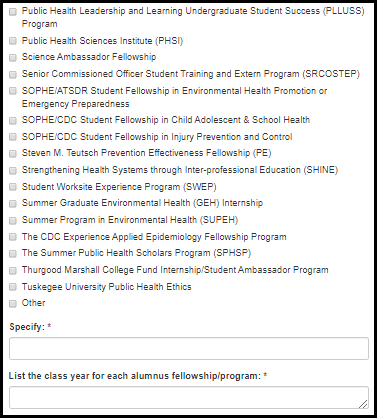 Public Health Leadership and Learning Undergraduate Student Success (PLLUSS)
Program
Public Health Sciences Institute (PHSI)
Science Ambassador Fellowship
Senior Commissioned Officer Student Training and Extern Program (SRCOSTEP)
SOPHE/ATSDR Student Fellowship in Environmental Health Promotion or
Emergency Preparedness
SOPHE/CDC Student Fellowship in Child Adolescent & School Health
SOPHE/CDC Student Fellowship in Injury Prevention and Control
Steven M. Teutsch Prevention Effectiveness Fellowship (PE)
Strengthening Health Systems through Inter-professional Education (SHINE)
Student Worksite Experience Program (SWEP)
Summer Graduate Environmental Health (GEH) Internship
Summer Program in Environmental Health (SUPEH)
The CDC Experience Applied Epidemiology Fellowship Program
The Summer Public Health Scholars Program (SPHSP)
Thurgood Marshall College Fund Internship/Student Ambassador Program
Tuskegee University Public Health Ethics
Other
Specify: *
List the class year for each alumnus fellowship/program: *